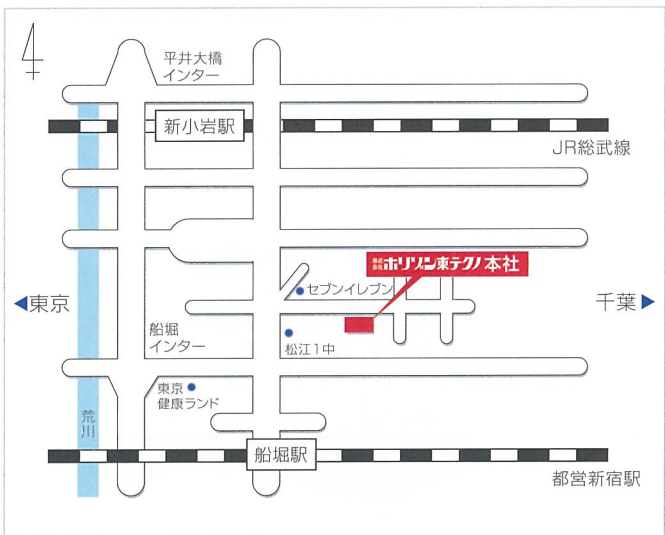 平井大橋
インター
新小岩駅
JR総武線
株式会社ホリゾン東テクノ本社
セブンイレブン
◀東京
千葉▶
船堀
インター
松江1中
東京
健康ランド
荒川
船堀駅
都営新宿駅